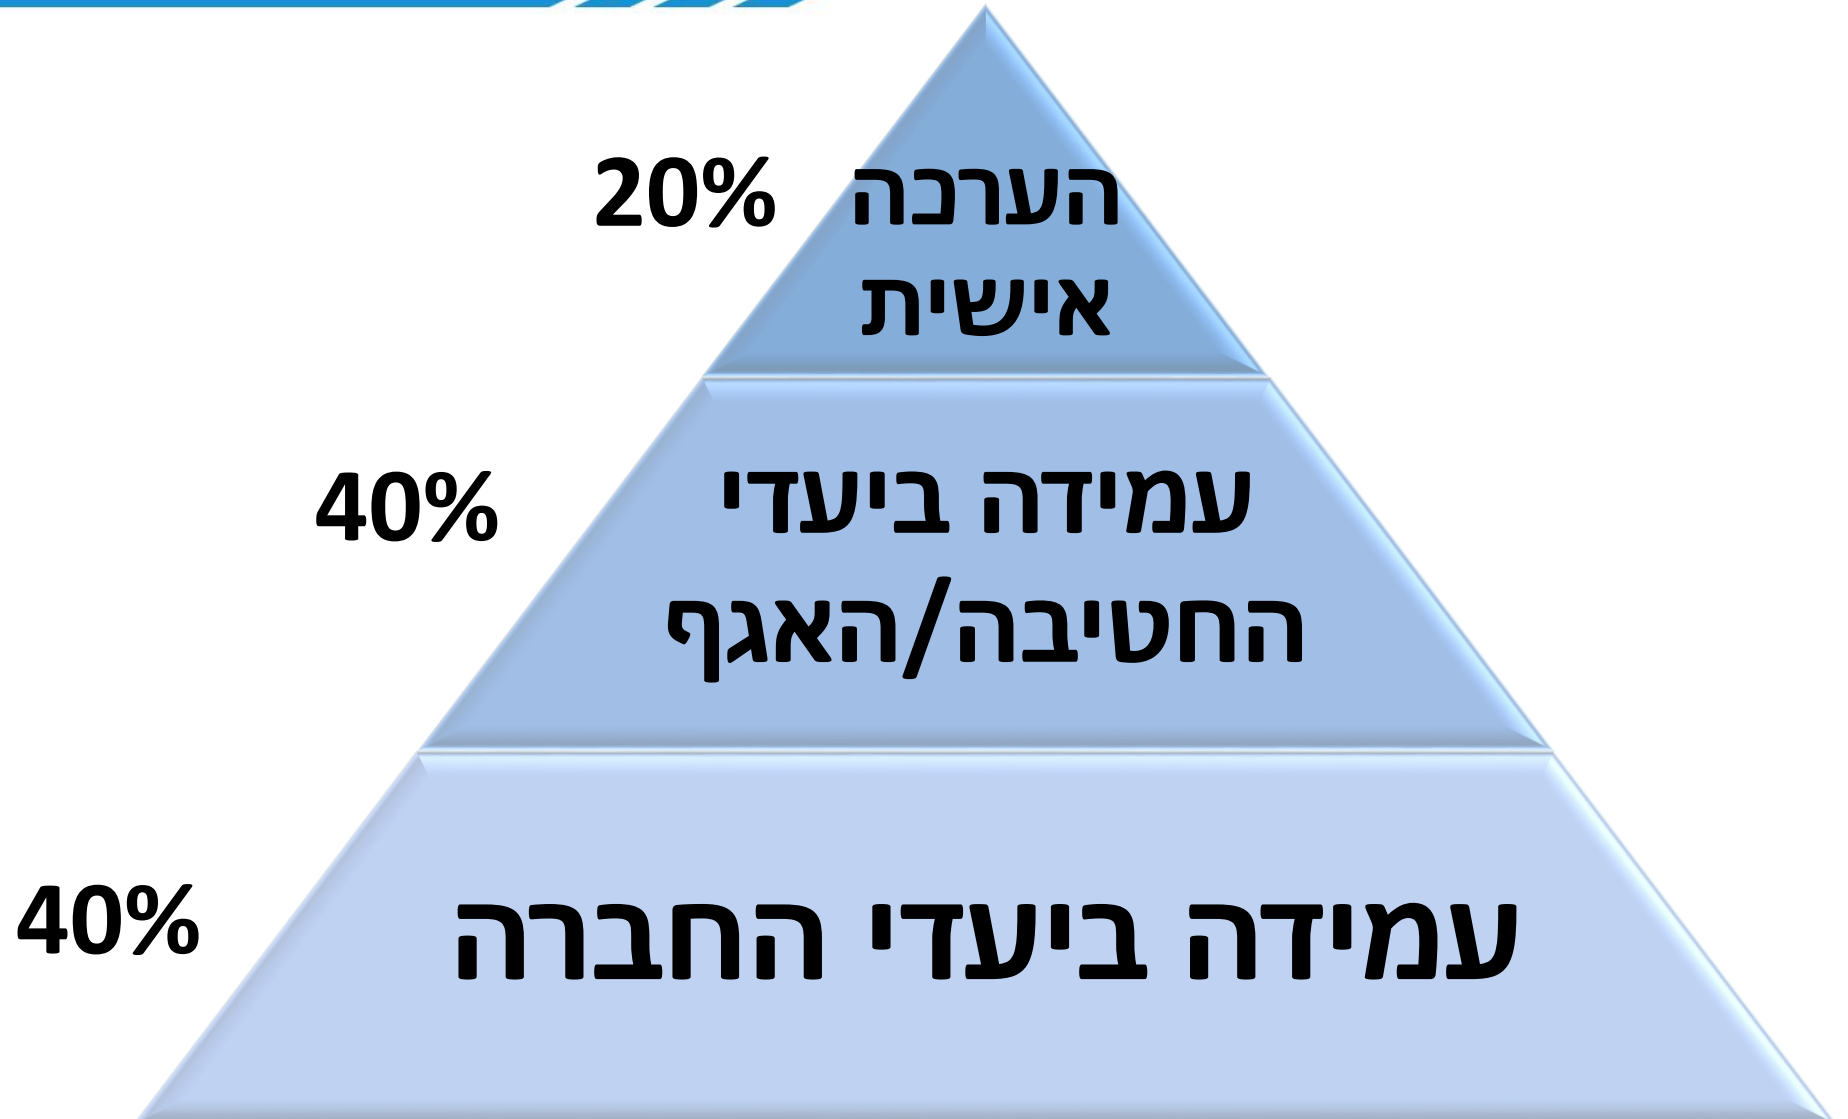 הערכה
אישית
20%
עמידה ביעדי
החטיבה/האגף
40%
עמידה ביעדי החברה
40%